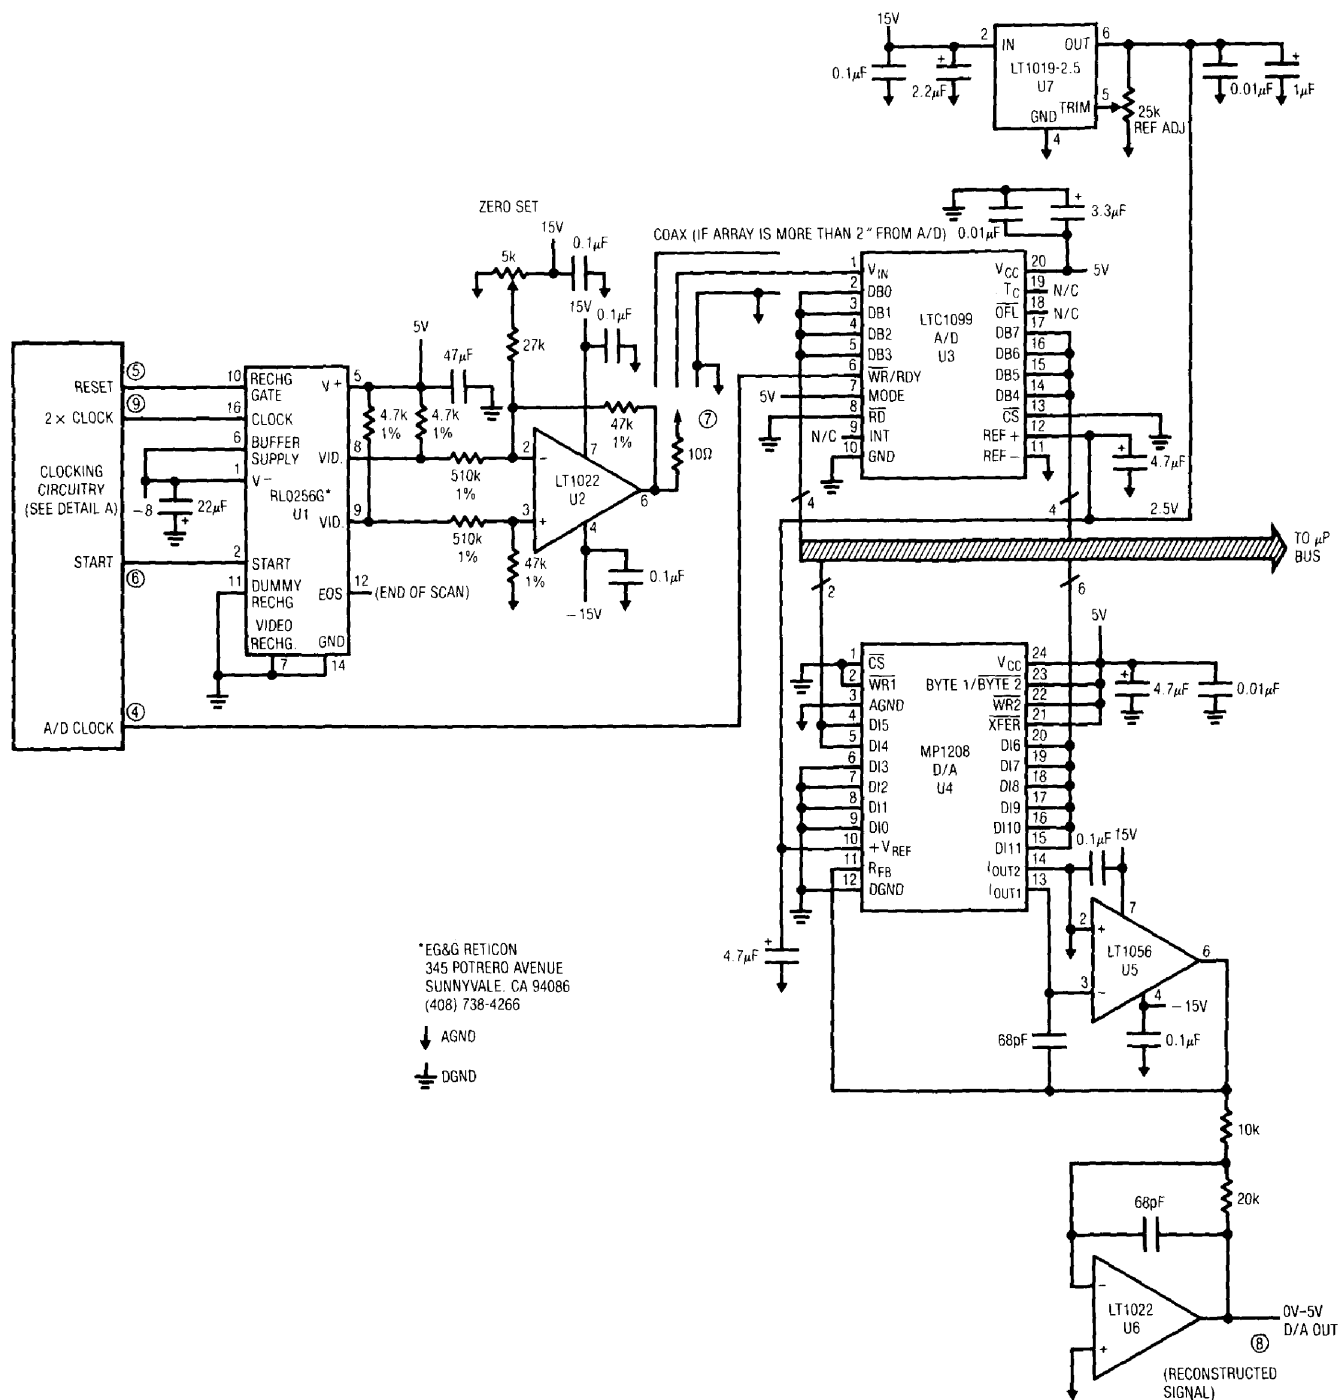 15V
2
IN
OUT
6
0.1µF
2.2µF
LT1019-2.5
U7
5
TRIM
GND
4
25k
REF ADJ
0.01µF
1µF
ZERO SET
15V
5k
0.1µF
15V
0.1µF
27k
COAX (IF ARRAY IS MORE THAN 2" FROM A/D)
0.01µF
3.3µF
5V
1
VIN
2
DB0
3
DB1
4
DB2
5
DB3
6
WR/RDY
7
MODE
8
RD
9
INT
10
GND
LTC1099
A/D
U3
VCC
20
5V
TC
19
N/C
OFL
18
N/C
DB7
17
DB6
16
DB5
15
DB4
14
CS
13
REF +
12
REF −
11
4.7µF
5V
N/C
4
4
2.5V
TO µP
BUS
2
6
CLOCKING
CIRCUITRY
(SEE DETAIL A)
RESET
⑤
2 × CLOCK
⑨
START
⑥
A/D CLOCK
④
10
RECHG
GATE
16
CLOCK
6
BUFFER
SUPPLY
1
V−
−8
22µF
RL0256G*
U1
2
START
11
DUMMY
RECHG
VIDEO
RECHG.
7
GND
14
V+
5
VID.
8
VID.
9
EOS
12
(END OF SCAN)
5V
47µF
4.7k
1%
4.7k
1%
510k
1%
510k
1%
47k
1%
47k
1%
2
−
3
+
LT1022
U2
7
6
4
−15V
0.1µF
10Ω
⑦
1
CS
2
WR1
3
AGND
4
DI5
5
DI4
6
DI3
7
DI2
8
DI1
9
DI0
10
+VREF
11
RFB
12
DGND
MP1208
D/A
U4
VCC
24
BYTE 1/BYTE 2
23
WR2
22
XFER
21
DI6
20
DI7
19
DI8
18
DI9
17
DI10
16
DI11
15
IOUT2
14
IOUT1
13
5V
4.7µF
0.01µF
0.1µF
15V
7
2
+
3
−
LT1056
U5
6
4
−15V
0.1µF
68pF
4.7µF
*EG&G RETICON
345 POTRERO AVENUE
SUNNYVALE, CA 94086
(408) 738-4266
AGND
DGND
10k
20k
68pF
−
+
LT1022
U6
0V–5V
D/A OUT
⑧
(RECONSTRUCTED
SIGNAL)